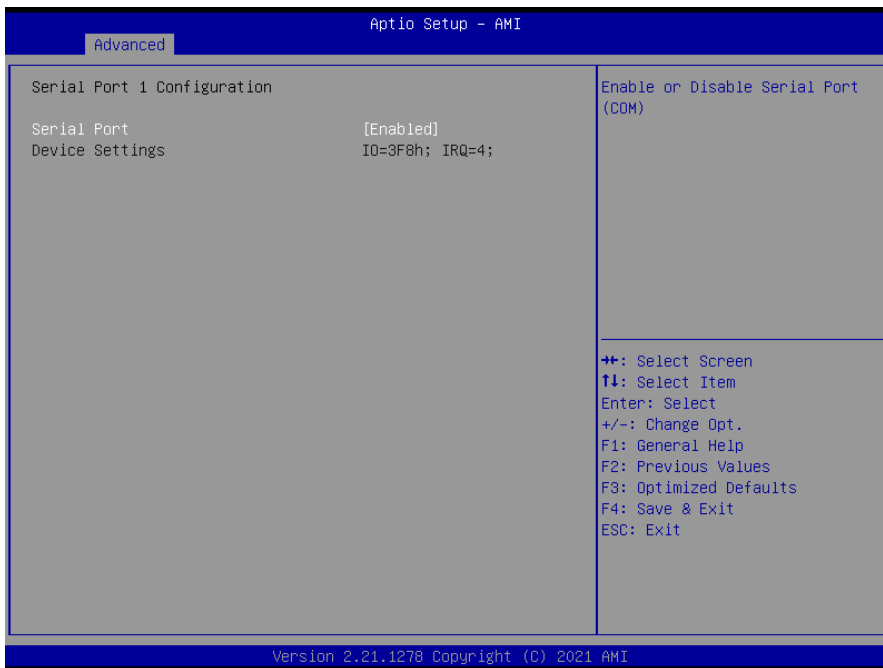 Aptio Setup – AMI
Advanced
Serial Port 1 Configuration
Serial Port [Enabled]
Device Settings IO=3F8h; IRQ=4;
Enable or Disable Serial Port
(COM)
→←: Select Screen
↑↓: Select Item
Enter: Select
+/-: Change Opt.
F1: General Help
F2: Previous Values
F3: Optimized Defaults
F4: Save & Exit
ESC: Exit
Version 2.21.1278 Copyright (C) 2021 AMI